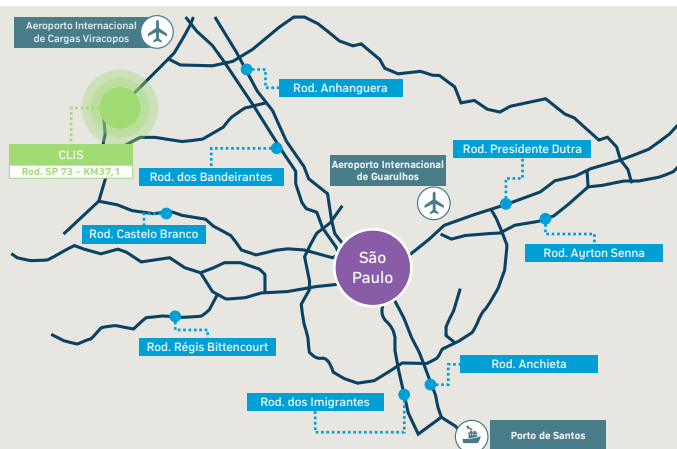 Aeroporto Internacional
de Cargas Viracopos
Rod. Anhanguera
CLIS
Rod. SP 73 – KM37,1
Rod. dos Bandeirantes
Aeroporto Internacional
de Guarulhos
Rod. Presidente Dutra
Rod. Castelo Branco
São
Paulo
Rod. Ayrton Senna
Rod. Régis Bittencourt
Rod. Anchieta
Rod. dos Imigrantes
Porto de Santos